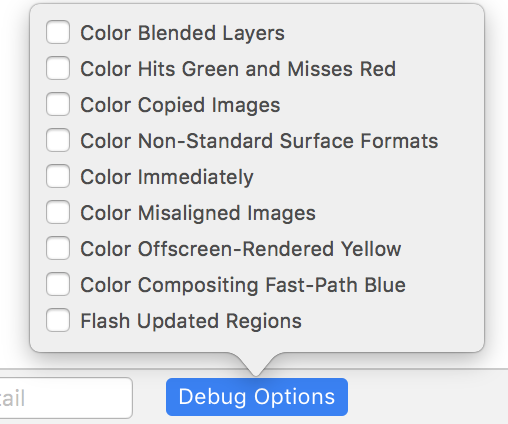 Color Blended Layers
Color Hits Green and Misses Red
Color Copied Images
Color Non-Standard Surface Formats
Color Immediately
Color Misaligned Images
Color Offscreen-Rendered Yellow
Color Compositing Fast-Path Blue
Flash Updated Regions
tail
Debug Options